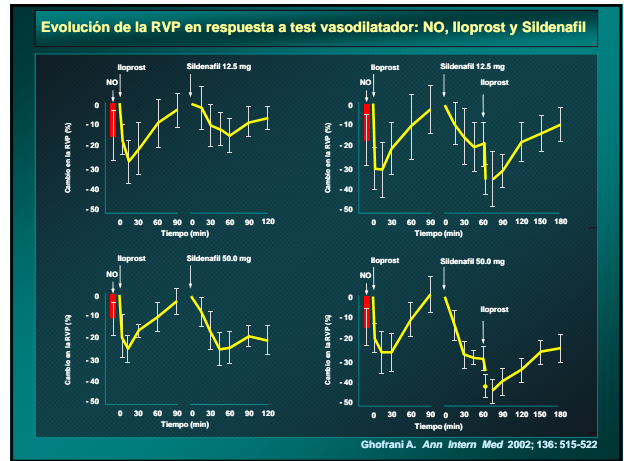 Evolución de la RVP en respuesta a test vasodilatador: NO, Iloprost y Sildenafil
Iloprost
Sildenafil 12.5 mg
NO
Cambio en la RVP (%)
0
- 10
- 20
- 30
- 40
- 50
0 30 60 90 0 30 60 90 120
Tiempo (min)
Iloprost
Sildenafil 12.5 mg
Iloprost
NO
Cambio en la RVP (%)
0
- 10
- 20
- 30
- 40
- 50
0 30 60 90 0 30 60 90 120 150 180
Tiempo (min)
Iloprost
Sildenafil 50.0 mg
NO
Cambio en la RVP (%)
0
- 10
- 20
- 30
- 40
- 50
0 30 60 90 0 30 60 90 120
Tiempo (min)
Iloprost
Sildenafil 50.0 mg
Iloprost
NO
Cambio en la RVP (%)
0
- 10
- 20
- 30
- 40
- 50
0 30 60 90 0 30 60 90 120 150 180
Tiempo (min)
Ghofrani A. Ann Intern Med 2002; 136: 515-522